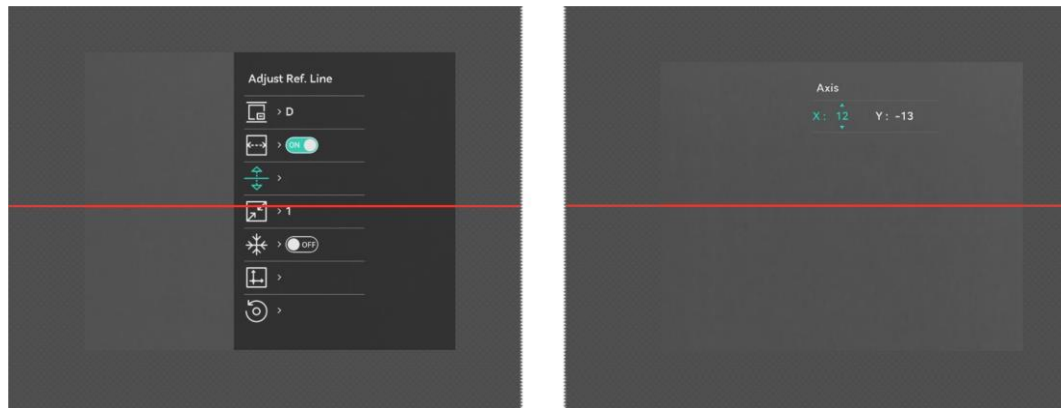 Adjust Ref. Line
> D
> ON
>
> 1
> OFF
>
>
Axis
X: 12 Y: -13